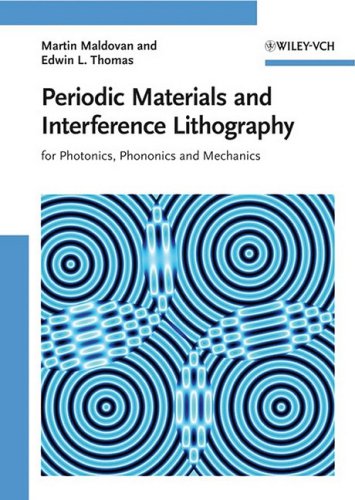 Martin Maldovan and
Edwin L. Thomas
WILEY-VCH
Periodic Materials and
Interference Lithography
for Photonics, Phononics and Mechanics